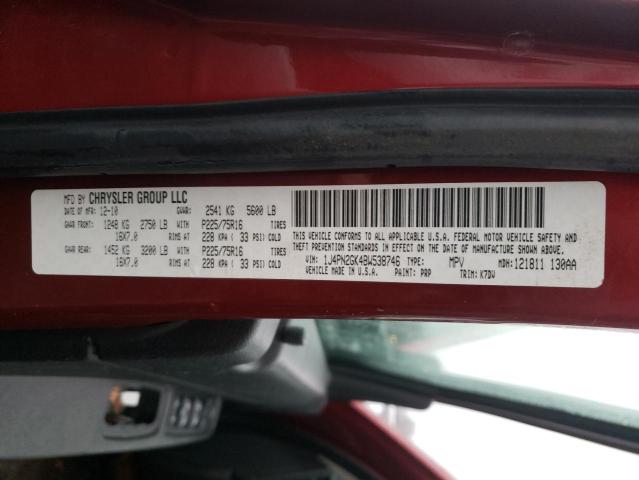 MFD BY CHRYSLER GROUP LLC
DATE OF MFR: 12-10 GVWR: 2541 KG 5600 LB
GAWR FRONT: 1248 KG 2750 LB WITH P225/75R16 TIRES
16X7.0 RIMS AT 228 KPA ( 33 PSI) COLD
GAWR REAR: 1452 KG 3200 LB WITH P225/75R16 TIRES
16X7.0 RIMS AT 228 KPA ( 33 PSI) COLD
THIS VEHICLE CONFORMS TO ALL APPLICABLE U.S.A. FEDERAL MOTOR VEHICLE SAFETY AND
THEFT PREVENTION STANDARDS IN EFFECT ON THE DATE OF MANUFACTURE SHOWN ABOVE.
VIN: 1J4PN2GK4BW538746 TYPE: MPV MDH: 121811 130AA
VEHICLE MADE IN U.S.A. PAINT: PRP TRIM: K7DV